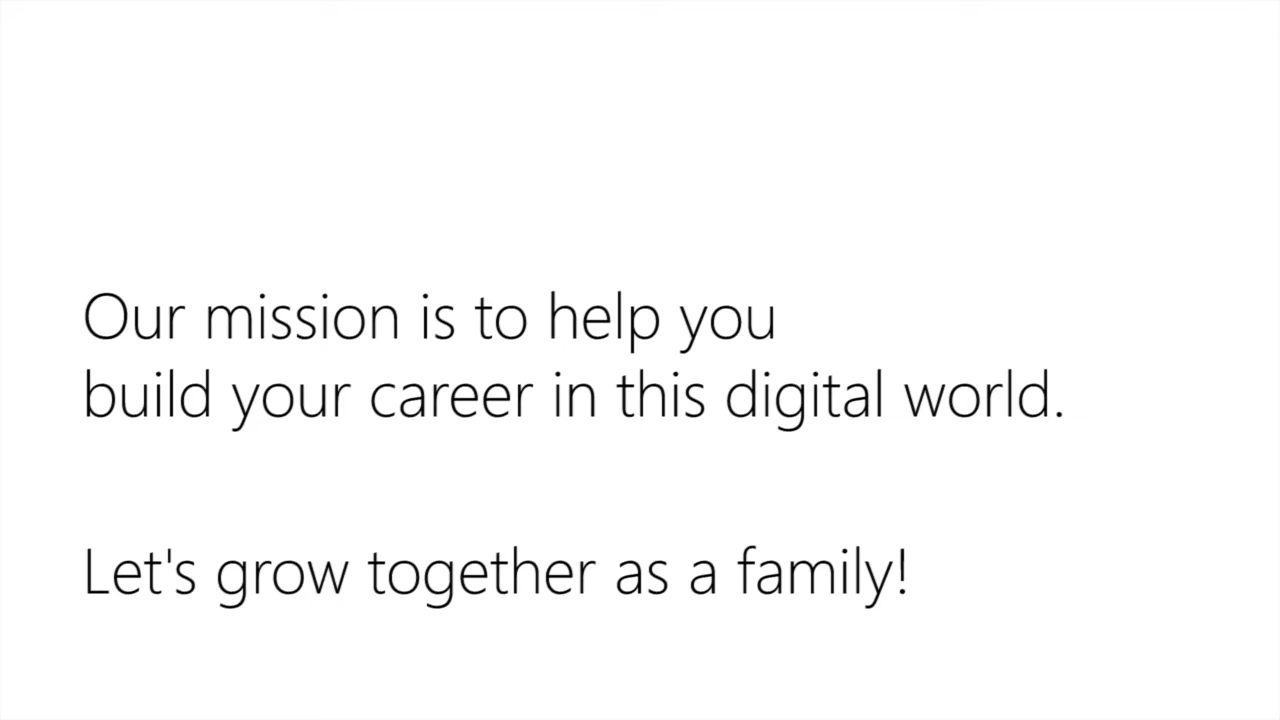 Our mission is to help you
build your career in this digital world.
Let's grow together as a family!